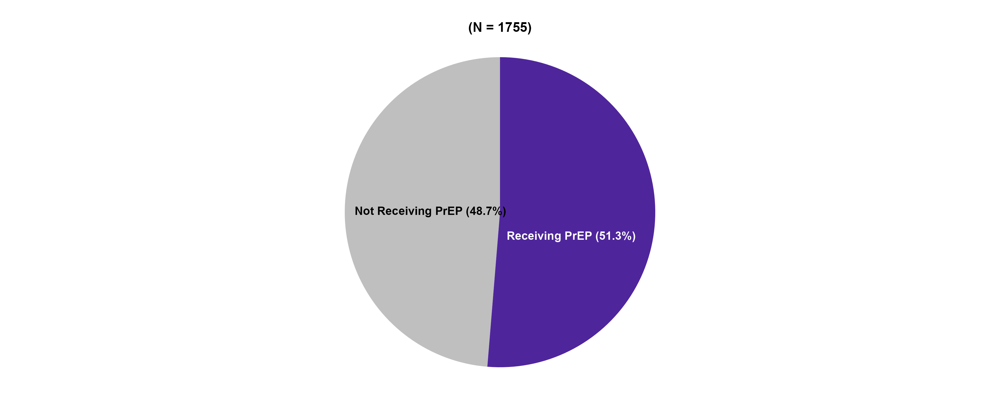 (N = 1755)
Not Receiving PrEP (48.7%)
Receiving PrEP (51.3%)